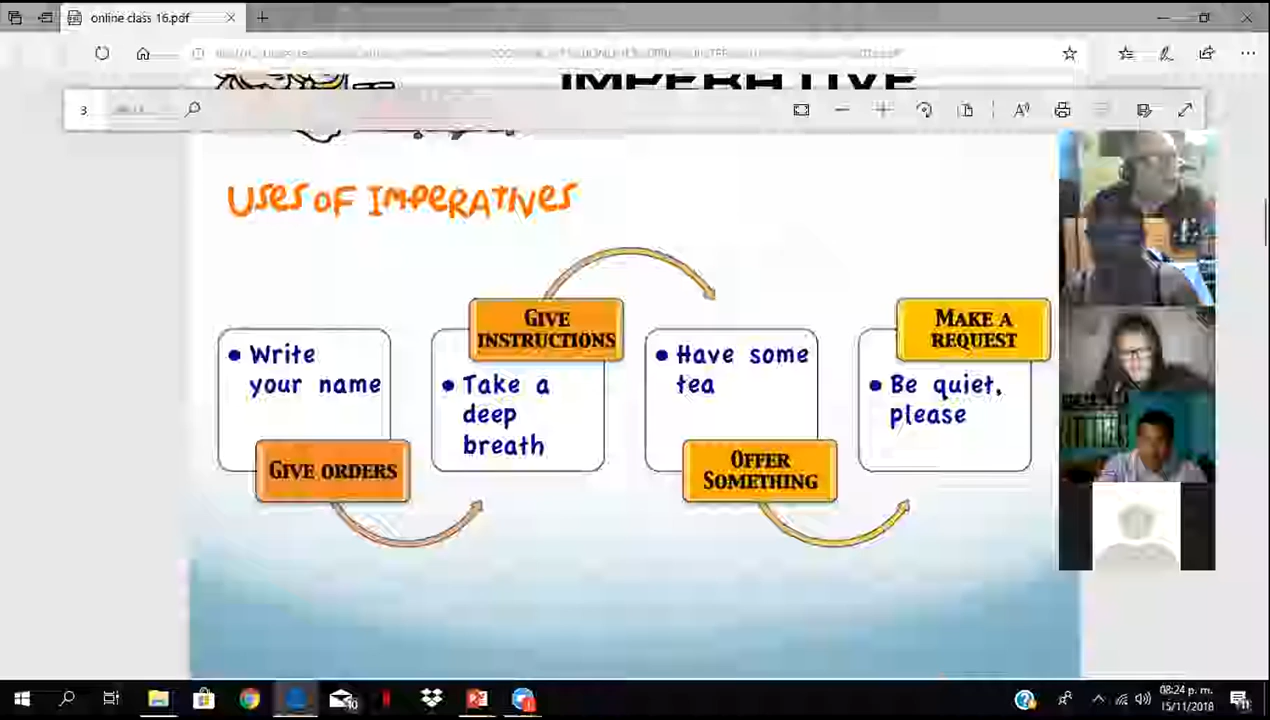 online class 16.pdf
IMPERATIVE
3
Uses of Imperatives
• Write
your name
GIVE ORDERS
GIVE
INSTRUCTIONS
• Take a
deep
breath
• Have some
tea
OFFER
SOMETHING
MAKE A
REQUEST
• Be quiet,
please
08:24 p. m.
15/11/2018